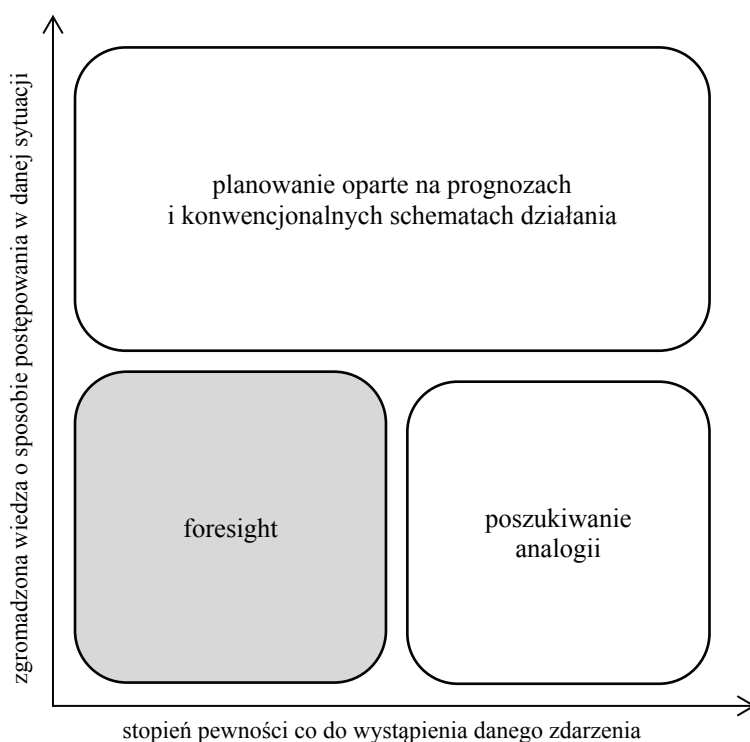 zgromadzona wiedza o sposobie postępowania w danej sytuacji
planowanie oparte na prognozach
i konwencjonalnych schematach działania
foresight
poszukiwanie
analogii
stopień pewności co do wystąpienia danego zdarzenia